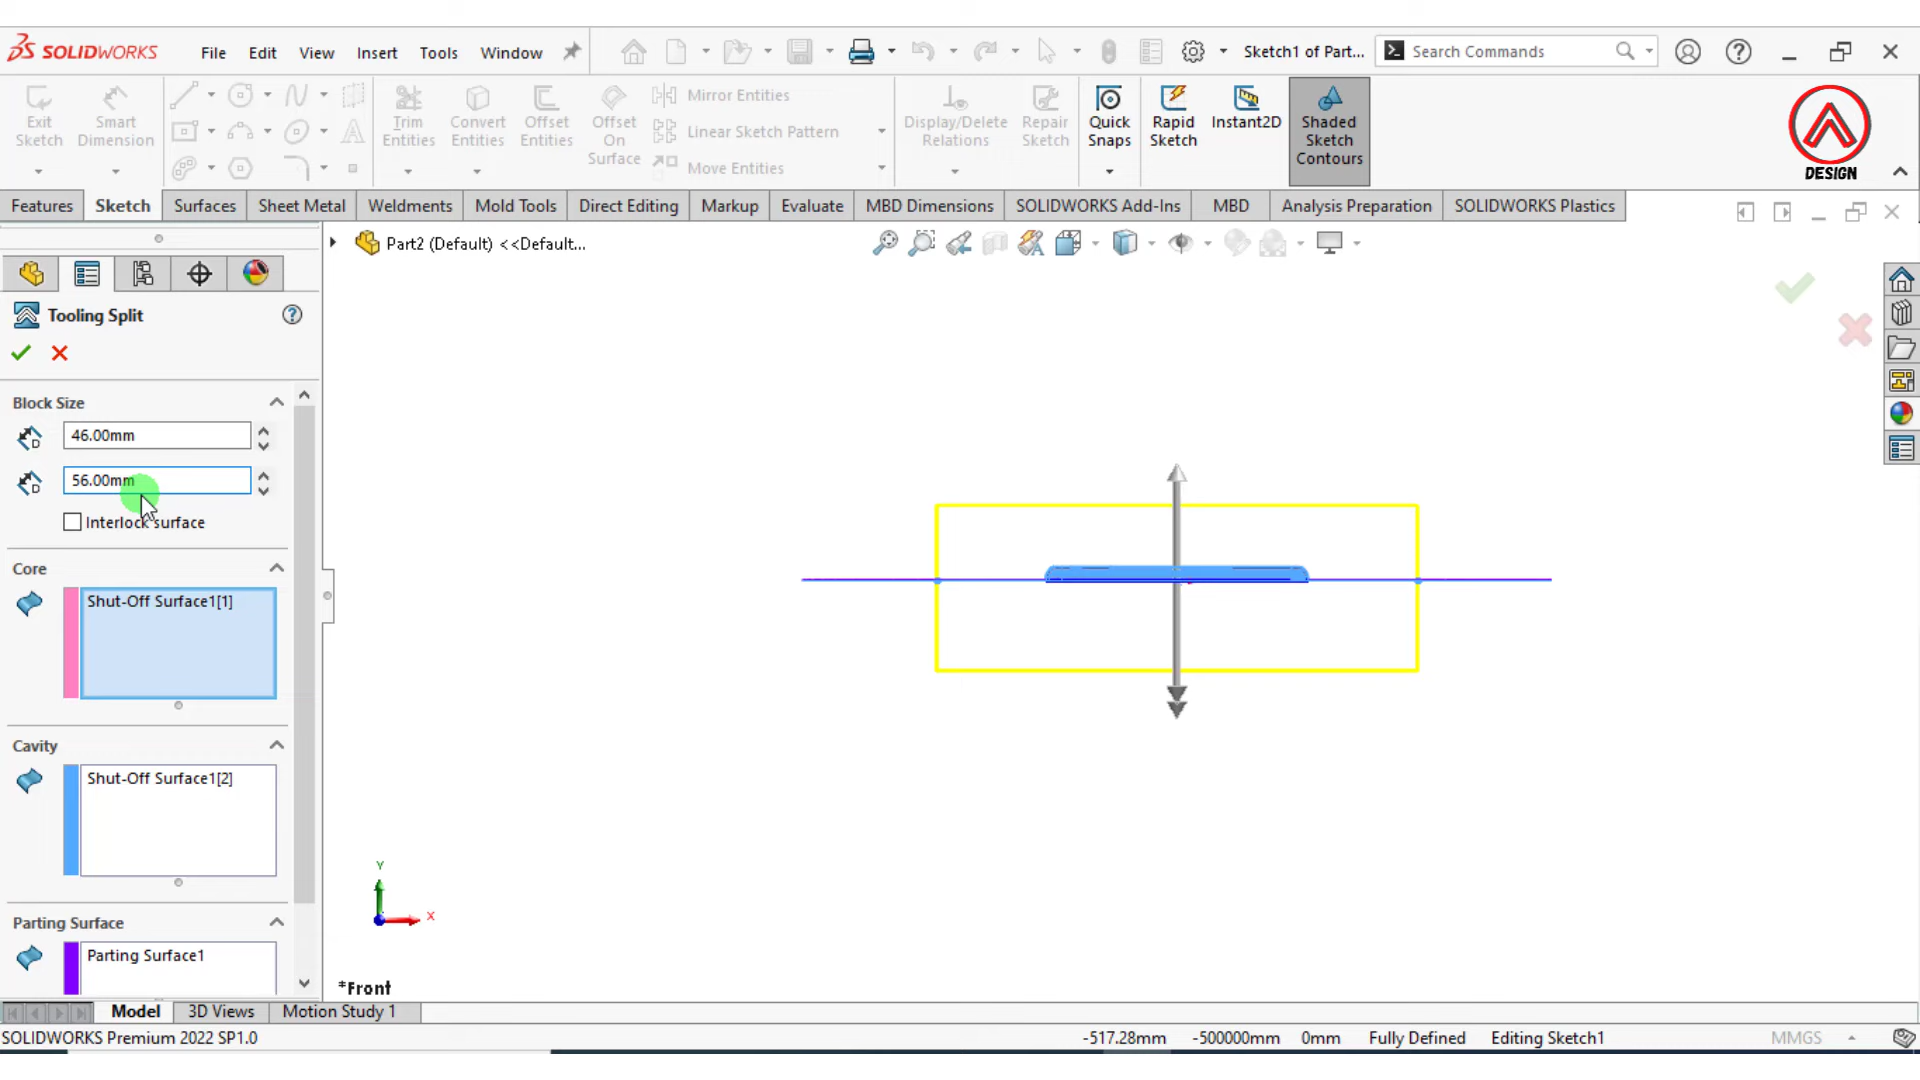 SOLIDWORKS File Edit View Insert Tools Window Sketch1 of Part... Search Commands
Exit Sketch
Smart Dimension
Trim Entities
Convert Entities
Offset Entities
Offset On Surface
Mirror Entities
Linear Sketch Pattern
Move Entities
Display/Delete Relations
Repair Sketch
Quick Snaps
Rapid Sketch
Instant2D
Shaded Sketch Contours
DESIGN
Features Sketch Surfaces Sheet Metal Weldments Mold Tools Direct Editing Markup Evaluate MBD Dimensions SOLIDWORKS Add-Ins MBD Analysis Preparation SOLIDWORKS Plastics
Part2 (Default) <<Default...
Tooling Split
Block Size
46.00mm
56.00mm
Interlock surface
Core
Shut-Off Surface1[1]
Cavity
Shut-Off Surface1[2]
Parting Surface
Parting Surface1
Y
X
*Front
Model 3D Views Motion Study 1
SOLIDWORKS Premium 2022 SP1.0 -517.28mm -500000mm 0mm Fully Defined Editing Sketch1 MMGS